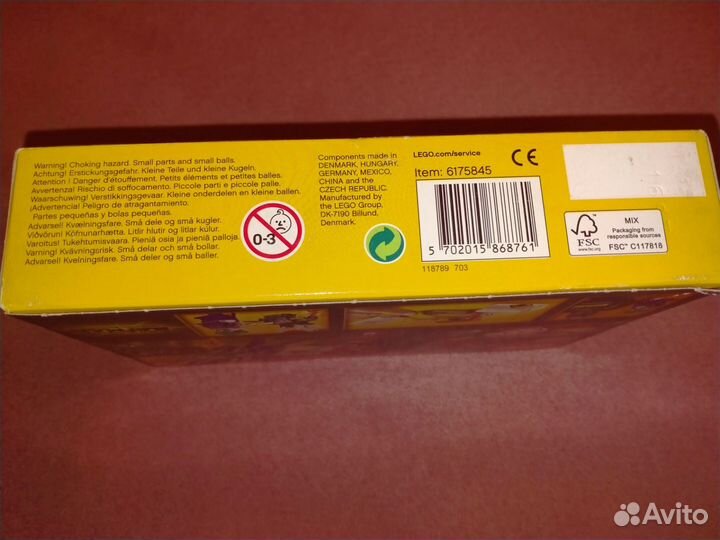 Warning! Choking hazard. Small parts and small balls.
Achtung! Erstickungsgefahr. Kleine Teile und kleine Kugeln.
Attention ! Danger d'étouffement. Petits éléments et petites balles.
Avvertenza! Rischio di soffocamento. Piccole parti e piccole palle.
Waarschuwing! Verstikkingsgevaar. Kleine onderdelen en kleine ballen.
¡Advertencia! Peligro de atragantamiento.
Partes pequeñas y bolas pequeñas.
Advarsel! Kvælningsfare. Små dele og små kugler.
Viðvörun! Köfnunarhætta. Litlir hlutir og litlar kúlur.
Varoitus! Tukehtumisvaara. Pieniä osia ja pieniä palloja.
Varning! Kvävningsrisk. Små delar och små bollar.
Advarsel! Kvelningsfare. Små deler og små baller.
0-3
Components made in
DENMARK, HUNGARY,
GERMANY, MEXICO,
CHINA and the
CZECH REPUBLIC.
Manufactured by
the LEGO Group.
DK-7190 Billund,
Denmark.
LEGO.com/service
CE
Item: 6175845
5 702015 868761
118789 703
FSC
www.fsc.org
MIX
Packaging from
responsible sources
FSC™ C117818
Avito